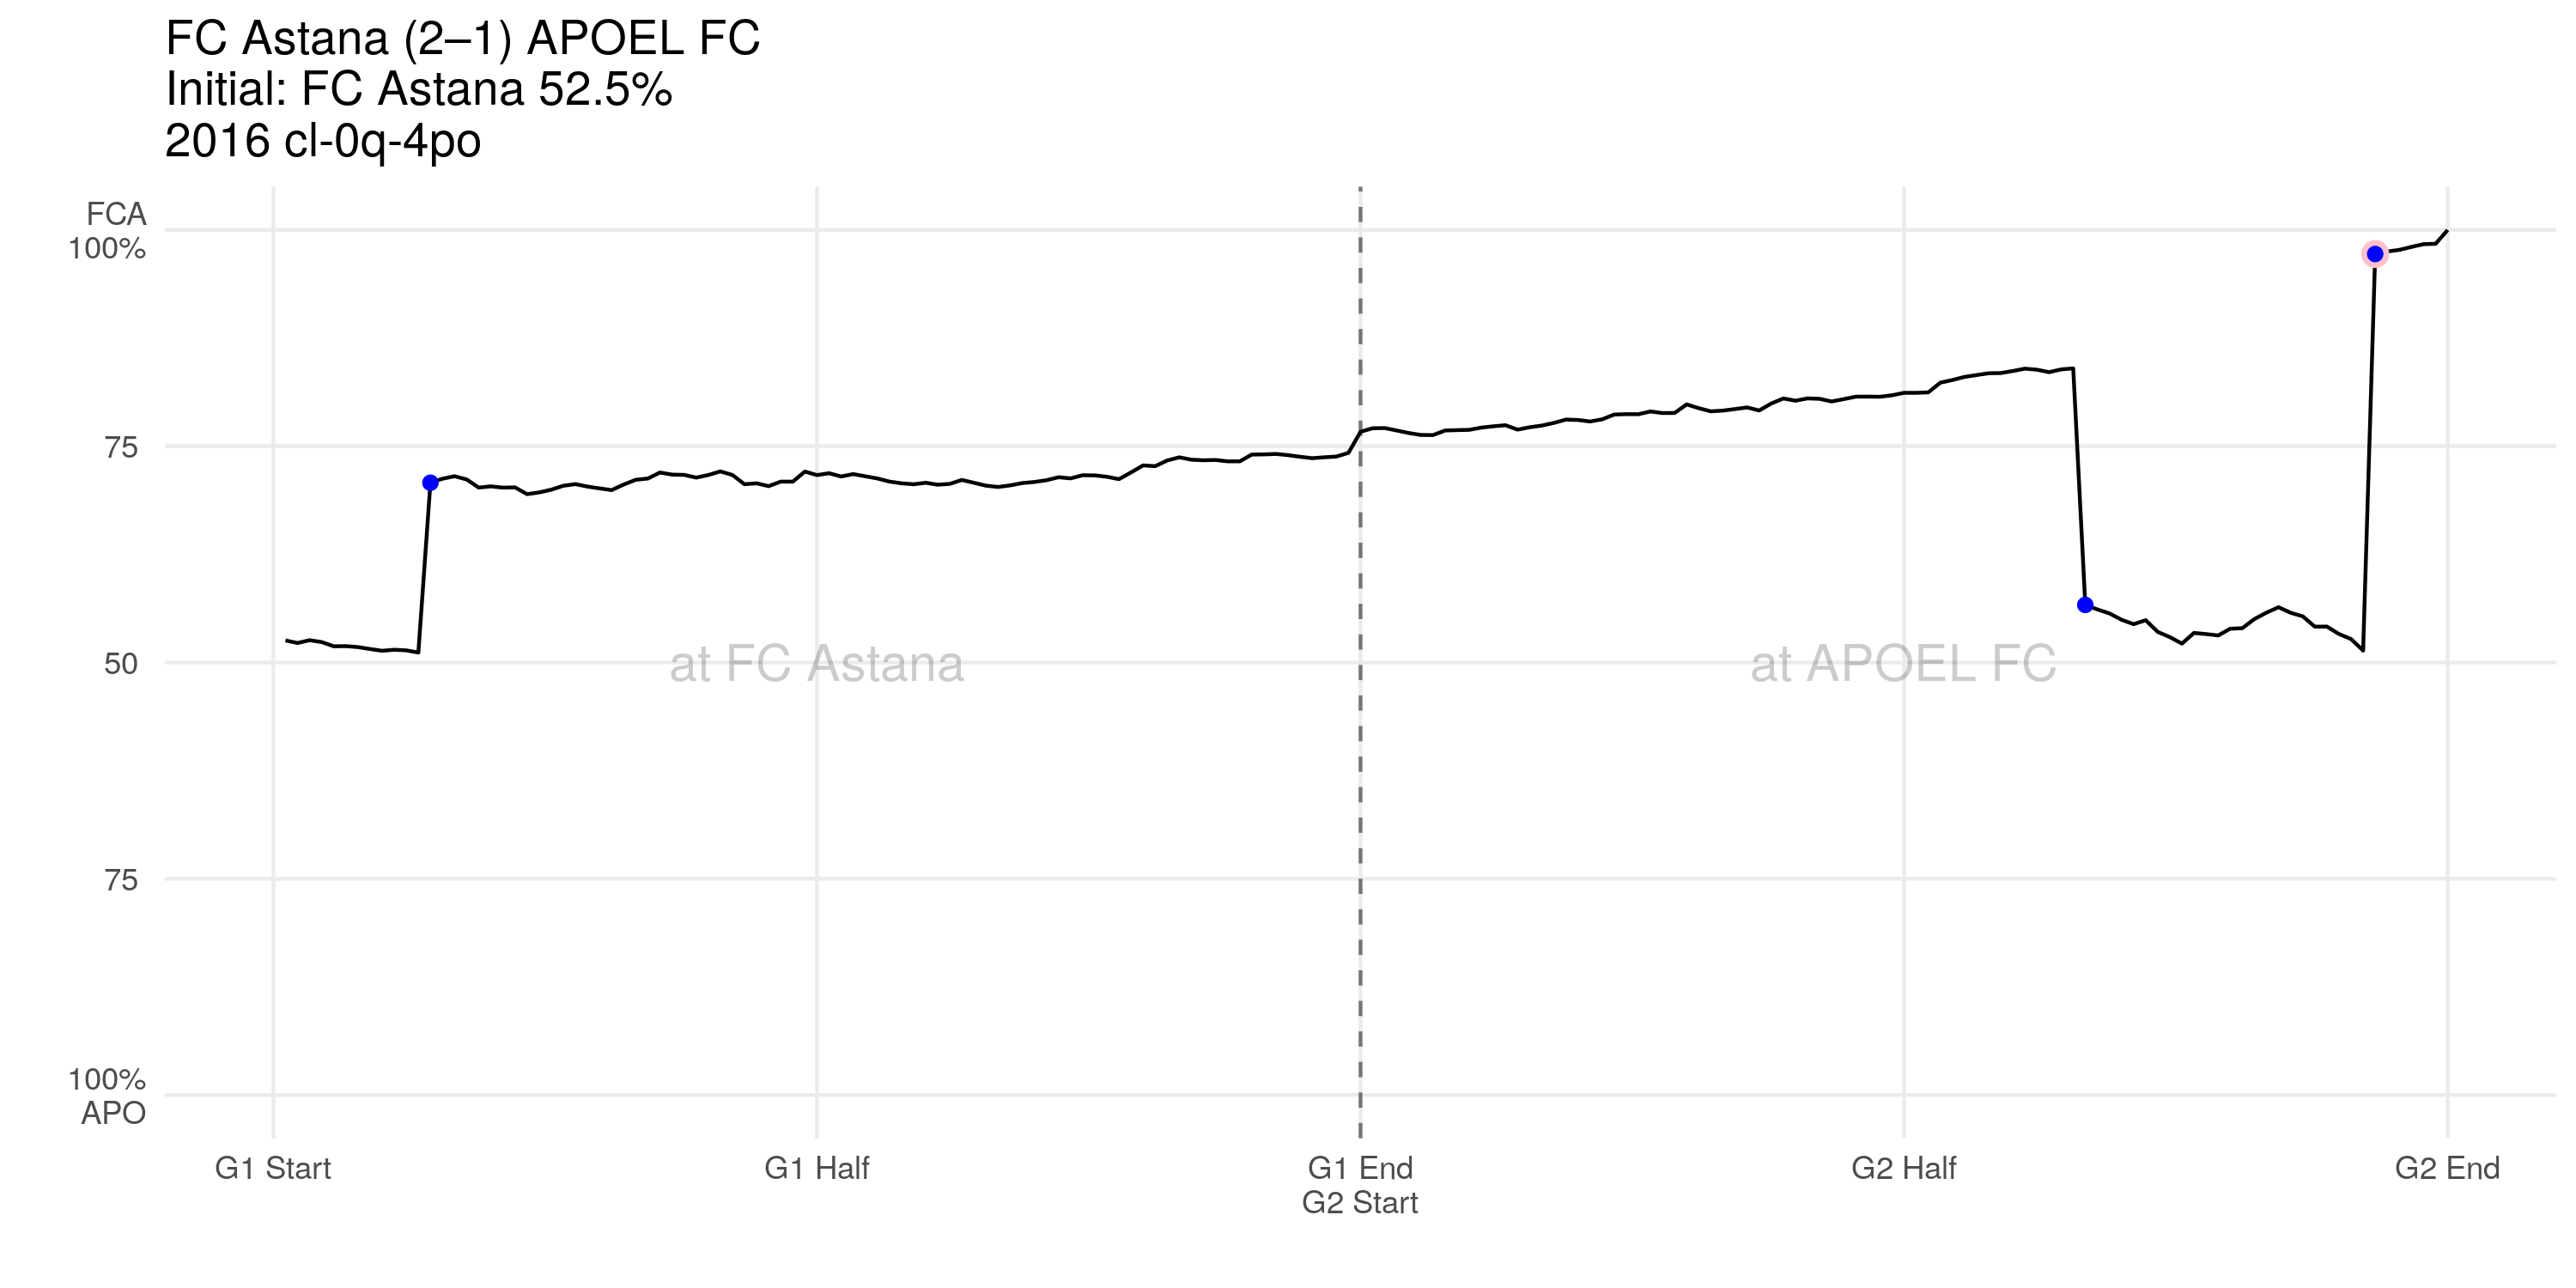 FC Astana (2–1) APOEL FC
Initial: FC Astana 52.5%
2016 cl-0q-4po
FCA
100%
75
50
75
100%
APO
at FC Astana
at APOEL FC
G1 Start
G1 Half
G1 End
G2 Start
G2 Half
G2 End